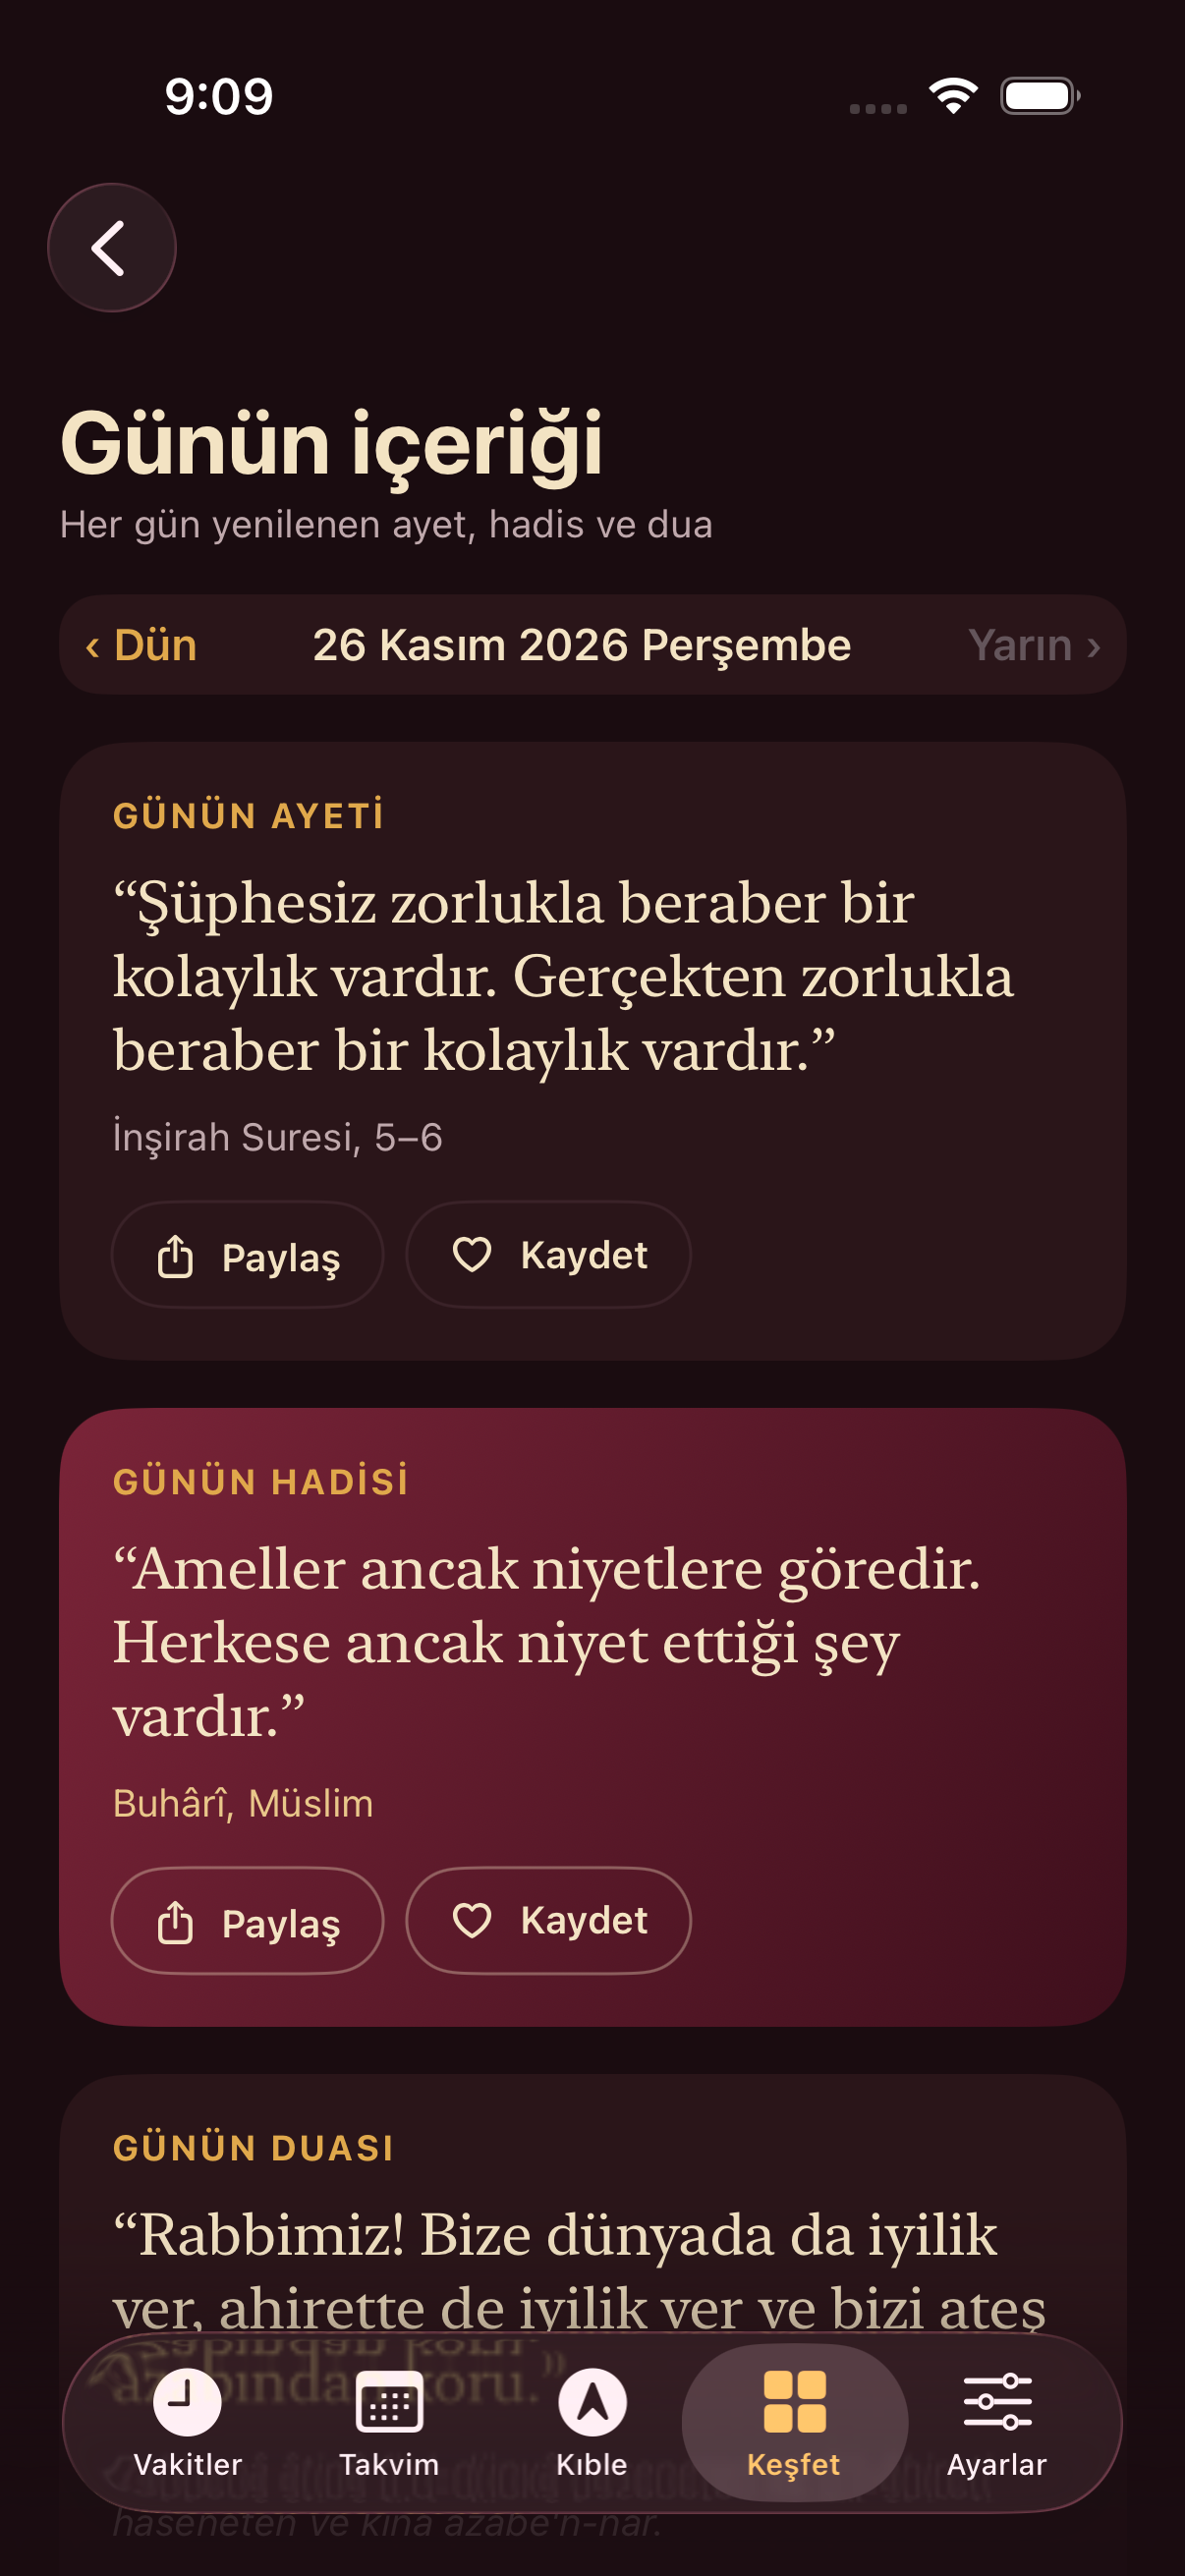 9:09
Günün içeriği
Her gün yenilenen ayet, hadis ve dua
‹ Dün 26 Kasım 2026 Perşembe Yarın ›
GÜNÜN AYETİ
“Şüphesiz zorlukla beraber bir
kolaylık vardır. Gerçekten zorlukla
beraber bir kolaylık vardır.”
İnşirah Suresi, 5–6
Paylaş Kaydet
GÜNÜN HADİSİ
“Ameller ancak niyetlere göredir.
Herkese ancak niyet ettiği şey
vardır.”
Buhârî, Müslim
Paylaş Kaydet
GÜNÜN DUASI
“Rabbimiz! Bize dünyada da iyilik
ver, ahirette de iyilik ver ve bizi ateş
azabından koru.”
Vakitler Takvim Kıble Keşfet Ayarlar
haseneten ve kına azabe'n-nar.